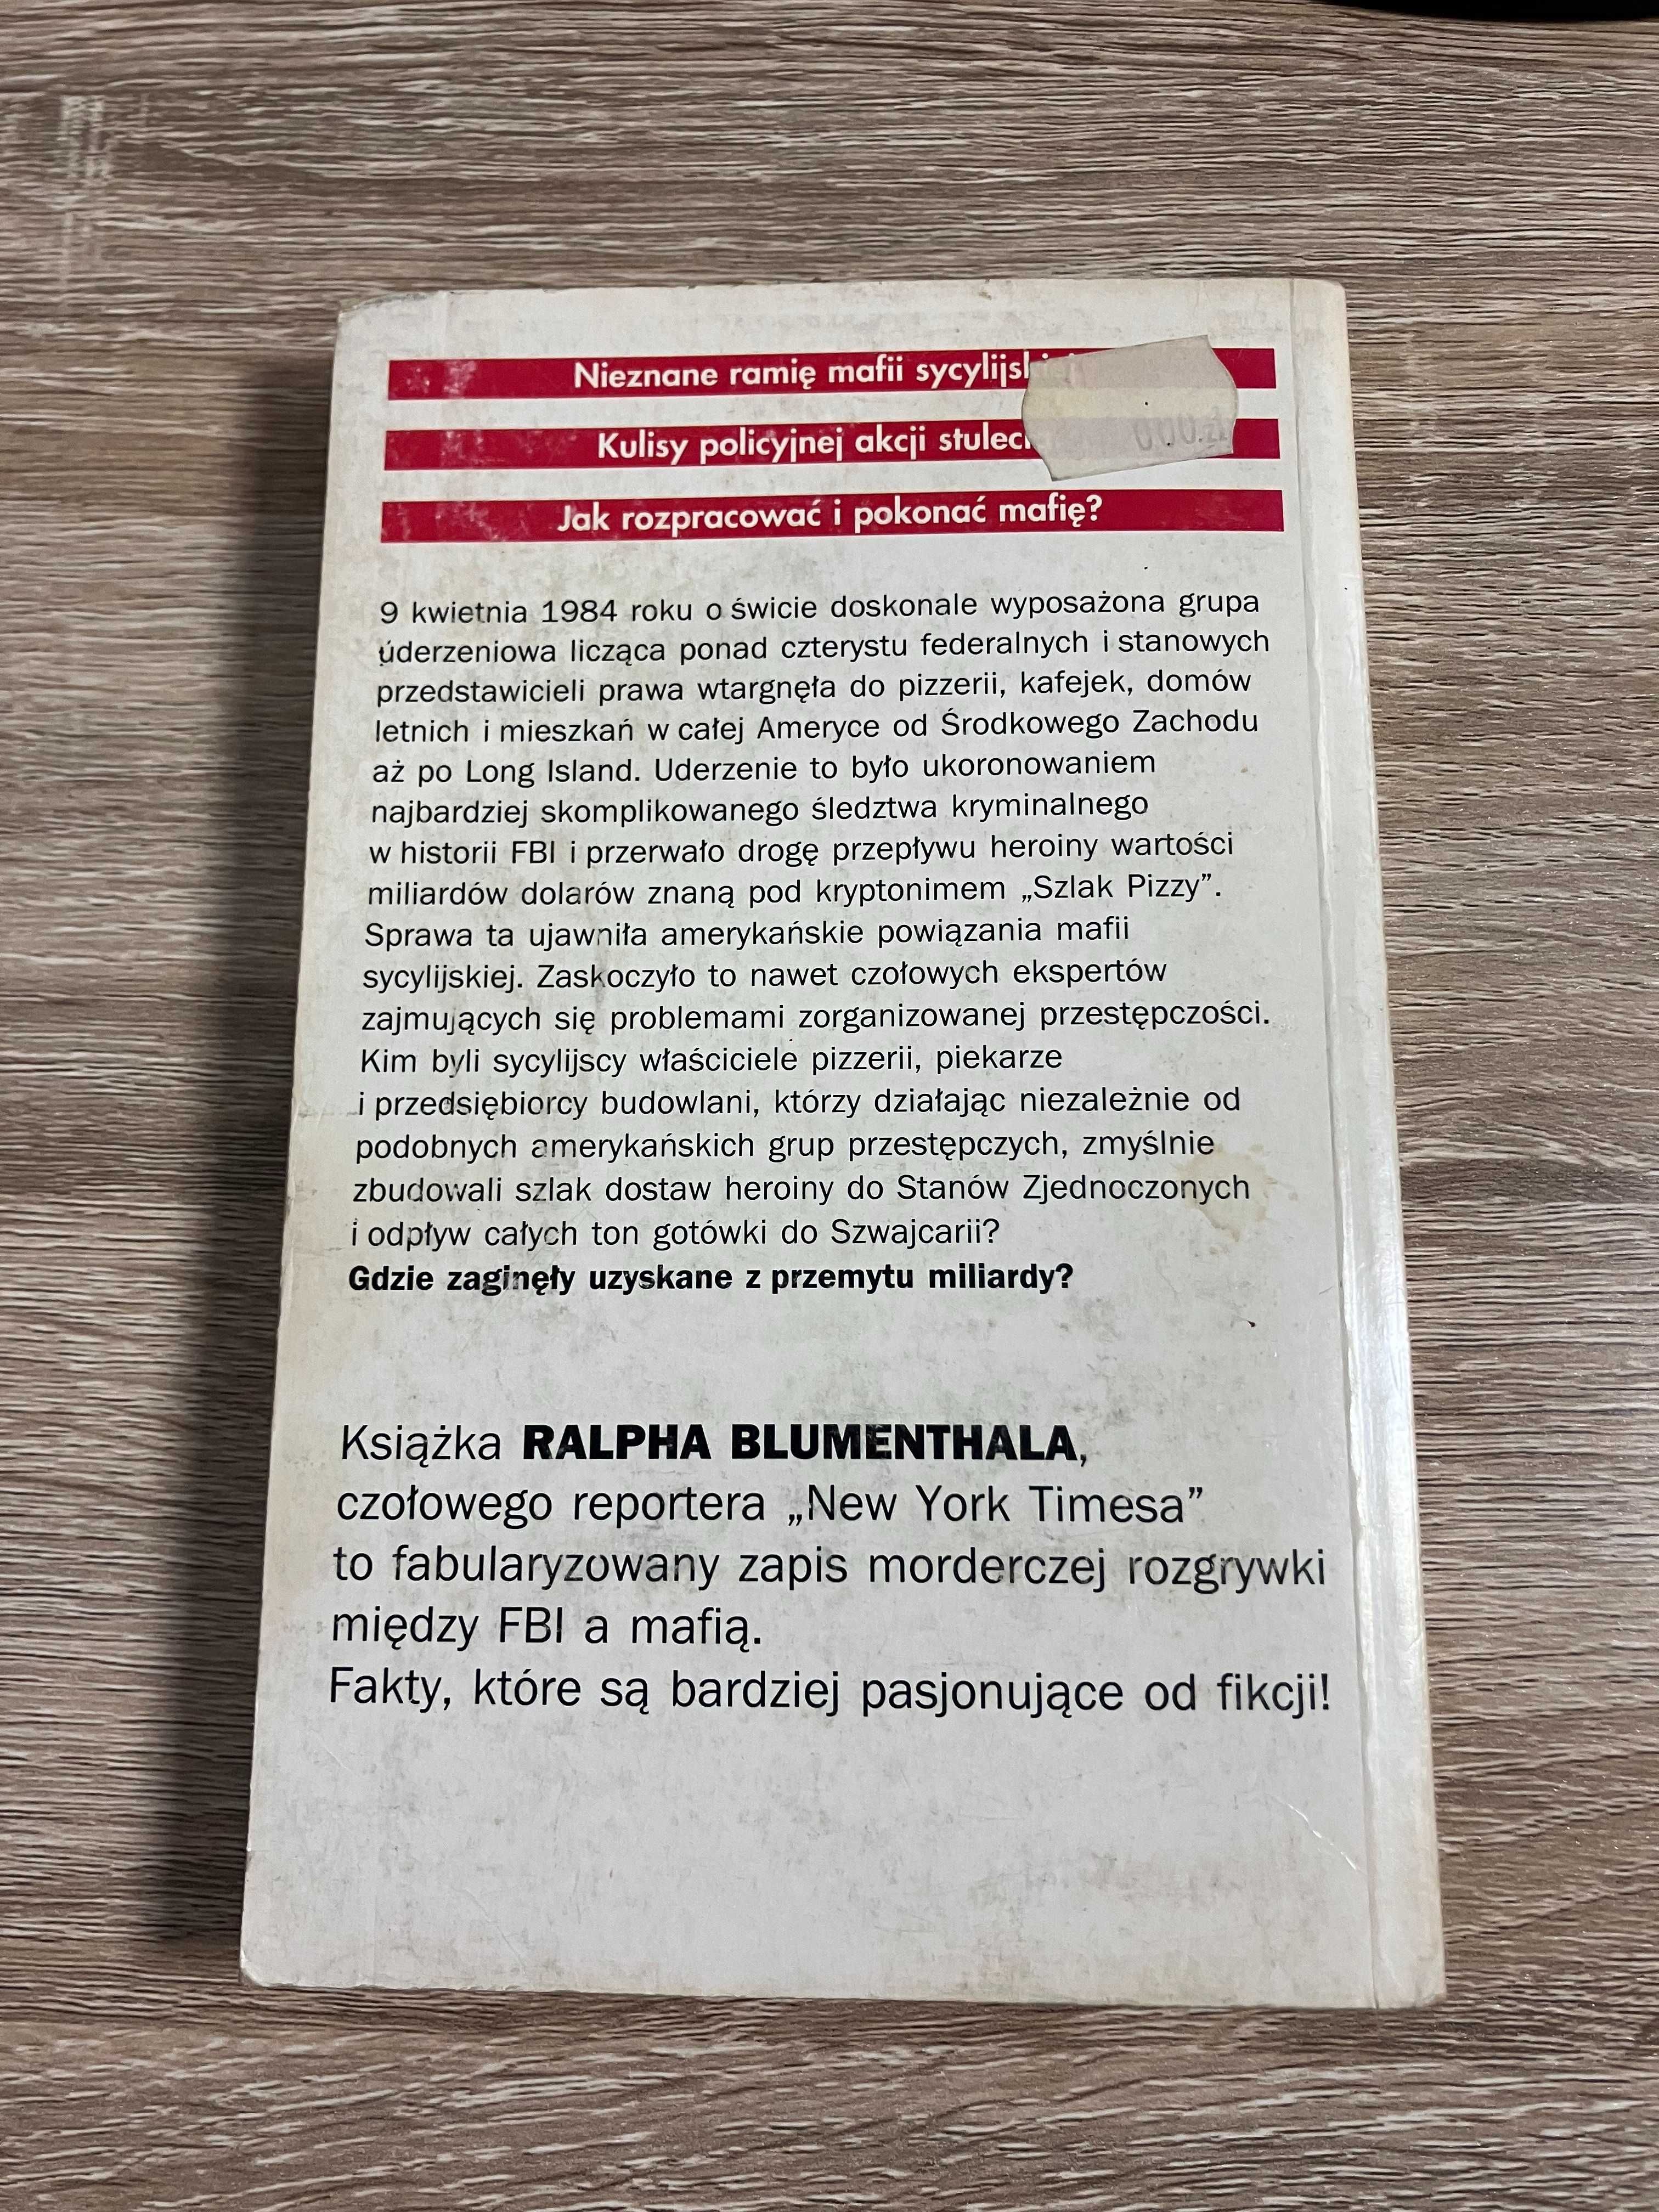 Nieznane ramię mafii
Kulisy policyjnej akcji
Jak rozpracować i pokonać mafię?
9 kwietnia 1984 roku o świcie doskonale wyposażona grupa
uderzeniowa licząca ponad czterystu federalnych i stanowych
przedstawicieli prawa wtargnęła do pizzerii, kafejek, domów
letnich i mieszkań w całej Ameryce od Środkowego Zachodu
aż po Long Island. Uderzenie to było ukoronowaniem
najbardziej skomplikowanego śledztwa kryminalnego
w historii FBI i przerwało drogę przepływu heroiny wartości
miliardów dolarów znaną pod kryptonimem „Szlak Pizzy”.
Sprawa ta ujawniła amerykańskie powiązania mafii
sycylijskiej. Zaskoczyło to nawet czołowych ekspertów
zajmujących się problemami zorganizowanej przestępczości.
Kim byli sycylijscy właściciele pizzerii, piekarze
i przedsiębiorcy budowlani, którzy działając niezależnie od
podobnych amerykańskich grup przestępczych, zmyślnie
zbudowali szlak dostaw heroiny do Stanów Zjednoczonych
i odpływ całych ton gotówki do Szwajcarii?
Gdzie zaginęły uzyskane z przemytu miliardy?
Książka RALPHA BLUMENTHALA,
czołowego reportera „New York Timesa”
to fabularyzowany zapis morderczej rozgrywki
między FBI a mafią.
Fakty, które są bardziej pasjonujące od fikcji!